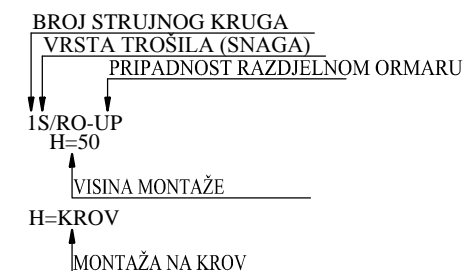 BROJ STRUJNOG KRUGA
VRSTA TROŠILA (SNAGA)
PRIPADNOST RAZDJELNOM ORMARU
1S/RO-UP
H=50
VISINA MONTAŽE
H=KROV
MONTAŽA NA KROV